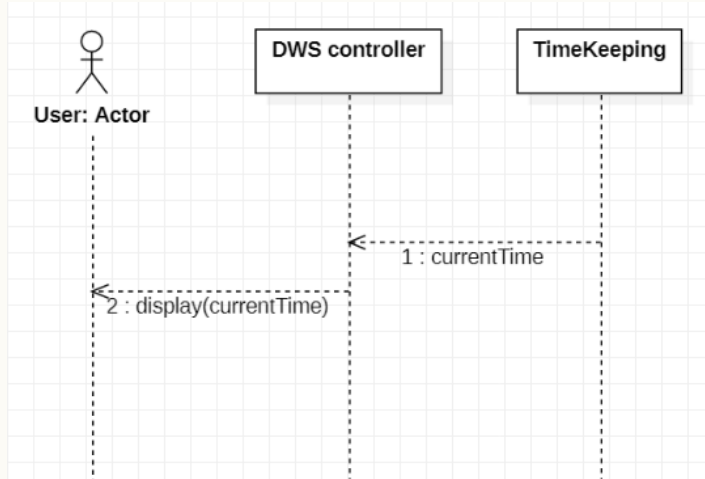 DWS controller
TimeKeeping
User: Actor
1 : currentTime
2 : display(currentTime)